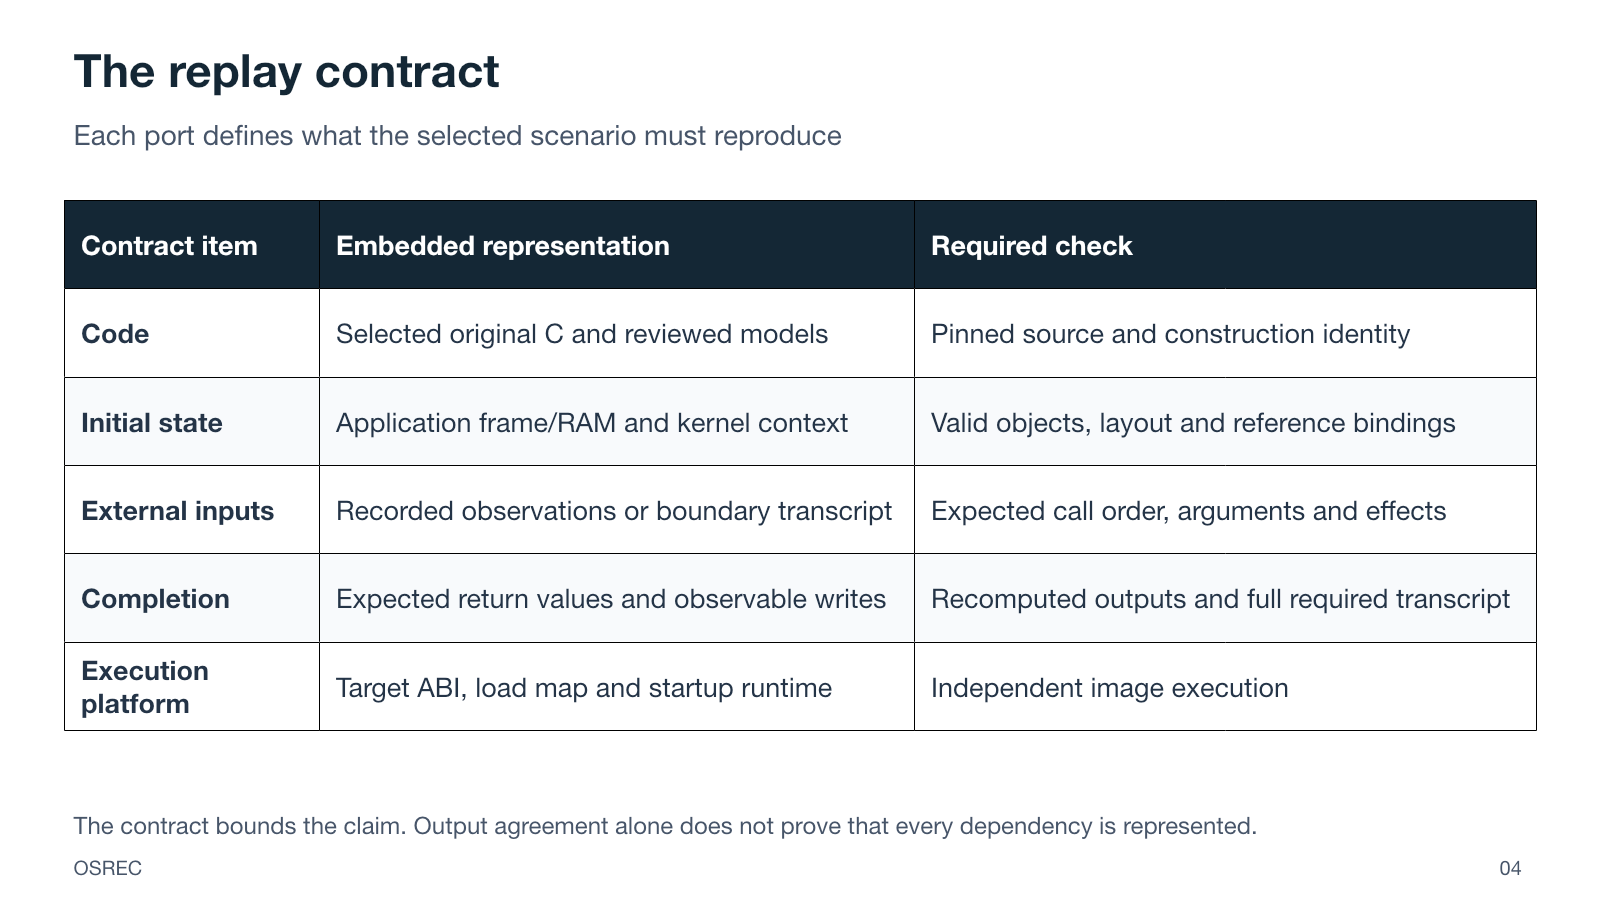 The replay contract
Each port defines what the selected scenario must reproduce
Contract item
Embedded representation
Required check
Code
Selected original C and reviewed models
Pinned source and construction identity
Initial state
Application frame/RAM and kernel context
Valid objects, layout and reference bindings
External inputs
Recorded observations or boundary transcript
Expected call order, arguments and effects
Completion
Expected return values and observable writes
Recomputed outputs and full required transcript
Execution
platform
Target ABI, load map and startup runtime
Independent image execution
The contract bounds the claim. Output agreement alone does not prove that every dependency is represented.
OSREC
04